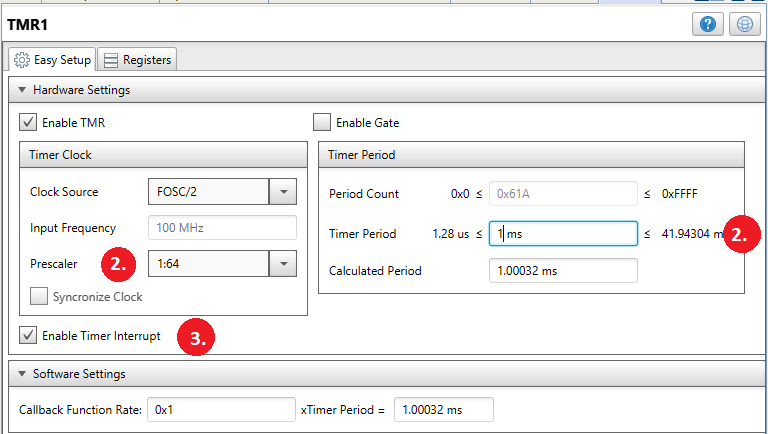 TMR1
Easy Setup Registers
Hardware Settings
Enable TMR Enable Gate
Timer Clock Timer Period
Clock Source FOSC/2 Period Count 0x0 ≤ 0x61A ≤ 0xFFFF
Input Frequency 100 MHz Timer Period 1.28 us ≤ 1 ms ≤ 41.94304 m 2.
Prescaler 2. 1:64 Calculated Period 1.00032 ms
Syncronize Clock
Enable Timer Interrupt 3.
Software Settings
Callback Function Rate: 0x1 xTimer Period = 1.00032 ms